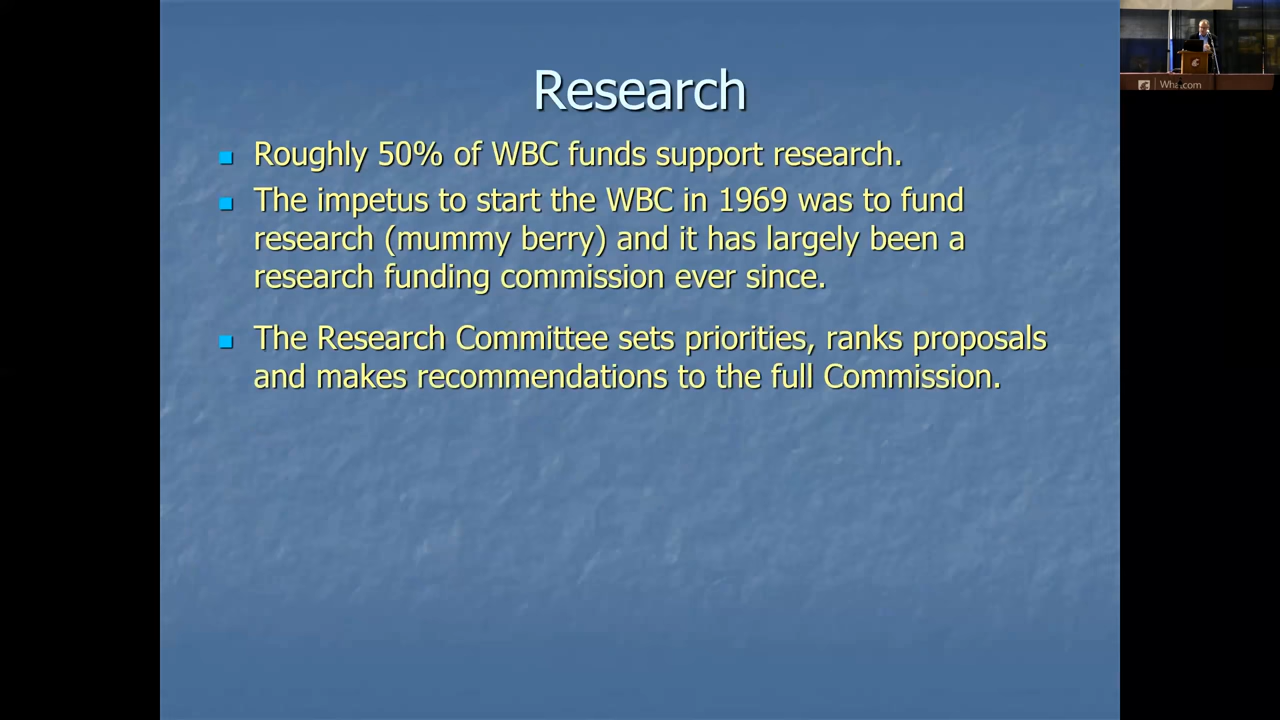 Research
Roughly 50% of WBC funds support research.
The impetus to start the WBC in 1969 was to fund
research (mummy berry) and it has largely been a
research funding commission ever since.
The Research Committee sets priorities, ranks proposals
and makes recommendations to the full Commission.
Whatcom